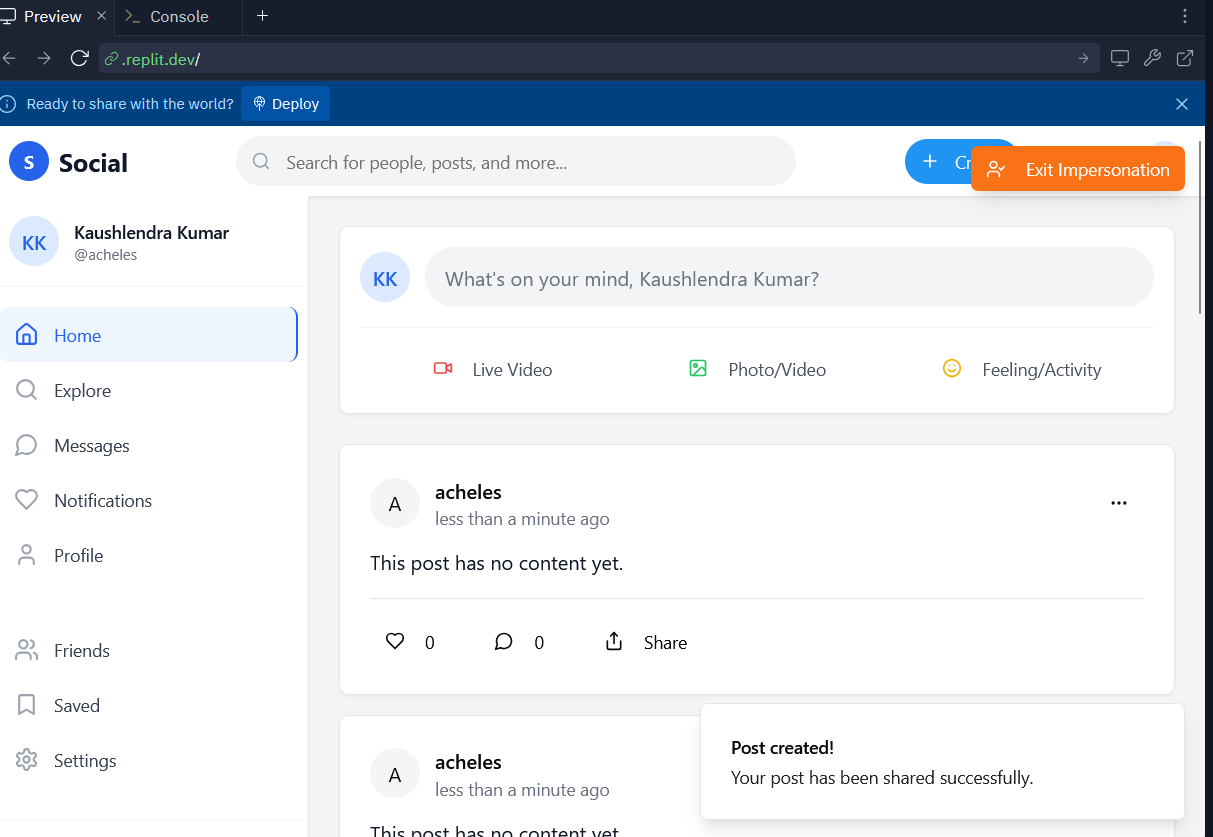 Preview
Console
.replit.dev/
Ready to share with the world?
Deploy
S
Social
Search for people, posts, and more...
Exit Impersonation
KK
Kaushlendra Kumar
@acheles
Home
Explore
Messages
Notifications
Profile
Friends
Saved
Settings
KK
What's on your mind, Kaushlendra Kumar?
Live Video
Photo/Video
Feeling/Activity
A
acheles
less than a minute ago
This post has no content yet.
0
0
Share
A
acheles
less than a minute ago
This post has no content yet.
Post created!
Your post has been shared successfully.